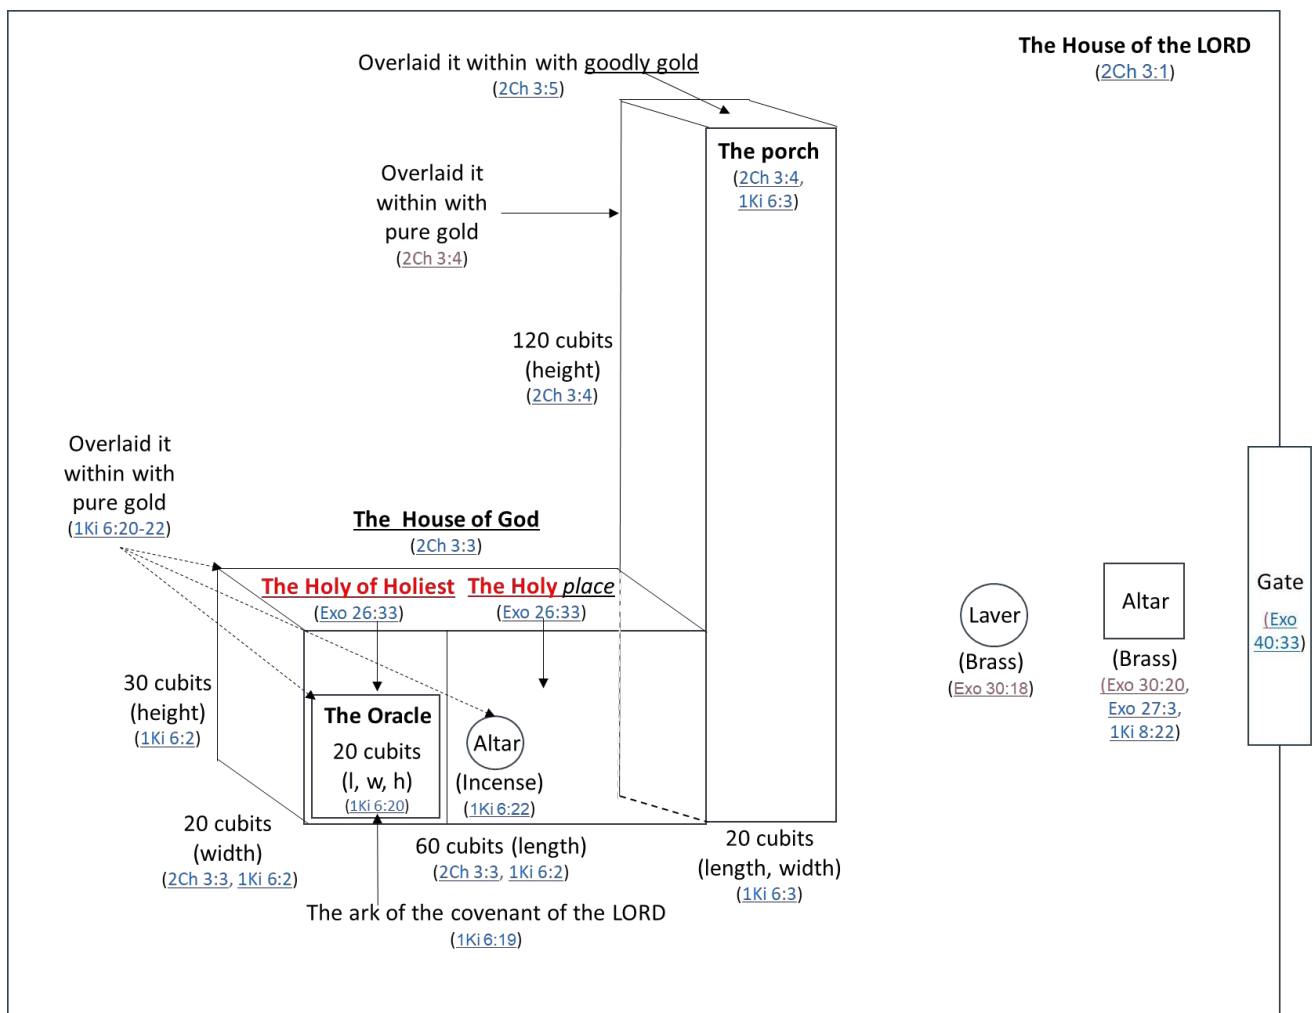 The House of the LORD
(2Ch 3:1)
Overlaid it within with goodly gold
(2Ch 3:5)
The porch
(2Ch 3:4,
1Ki 6:3)
Overlaid it
within with
pure gold
(2Ch 3:4)
120 cubits
(height)
(2Ch 3:4)
Overlaid it
within with
pure gold
(1Ki 6:20-22)
The House of God
(2Ch 3:3)
The Holy of Holiest
(Exo 26:33)
The Holy place
(Exo 26:33)
30 cubits
(height)
(1Ki 6:2)
The Oracle
20 cubits
(l, w, h)
(1Ki 6:20)
Altar
(Incense)
(1Ki 6:22)
20 cubits
(width)
(2Ch 3:3, 1Ki 6:2)
60 cubits (length)
(2Ch 3:3, 1Ki 6:2)
20 cubits
(length, width)
(1Ki 6:3)
The ark of the covenant of the LORD
(1Ki 6:19)
Laver
(Brass)
(Exo 30:18)
Altar
(Brass)
(Exo 30:20,
Exo 27:3,
1Ki 8:22)
Gate
(Exo
40:33)